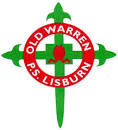 OLD WARREN
P.S. LISBURN